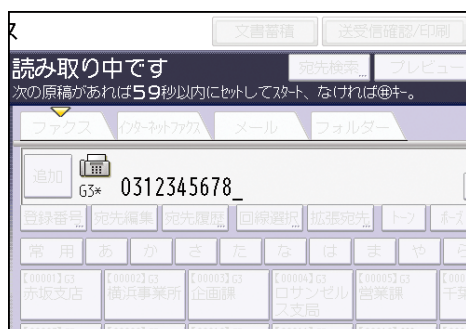 文書蓄積 送受信確認/印刷
読み取り中です 宛先検索 プレビュー
次の原稿があれば59秒以内にセットしてスタート、なければ#キー。
ファクス インターネットファクス メール フォルダー
追加 G3* 0312345678_
登録番号 宛先編集 宛先履歴 回線選択 拡張宛先 トーン ポーズ
常用 あ か さ た な は ま や ら
【00001】G3 【00002】G3 【00003】G3 【00004】G3 【00005】G3
赤坂支店 横浜事業所 企画課 ロサンゼルス支局 営業課 千葉